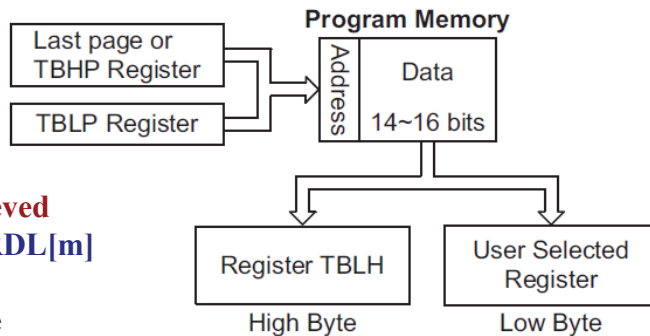 Program Memory
Last page or
TBHP Register
TBLP Register
Address
Data
14~16 bits
RDL[m]
Register TBLH
User Selected
Register
High Byte
Low Byte